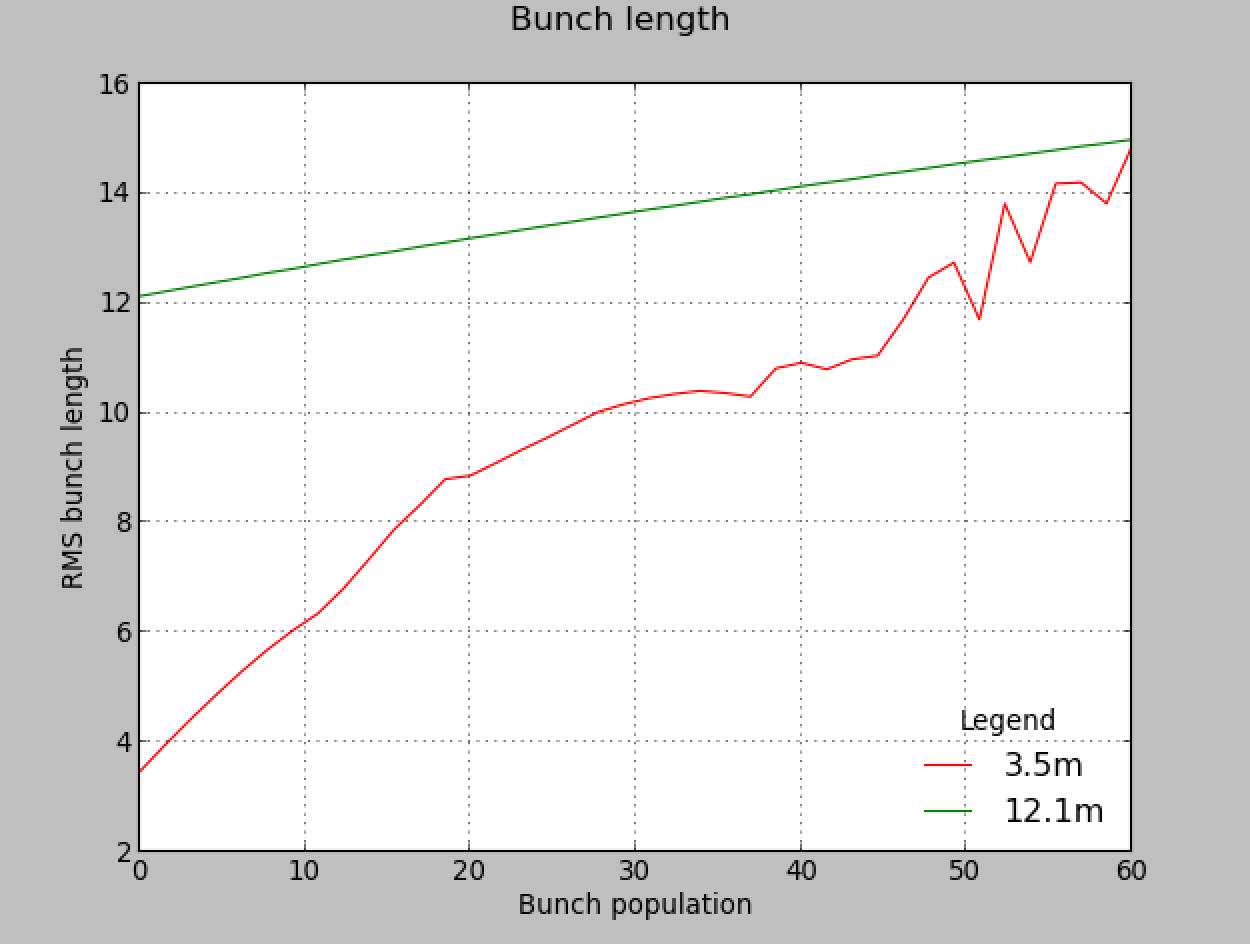 Bunch length
16
14
12
10
8
6
4
2
RMS bunch length
0 10 20 30 40 50 60
Bunch population
Legend
3.5m
12.1m